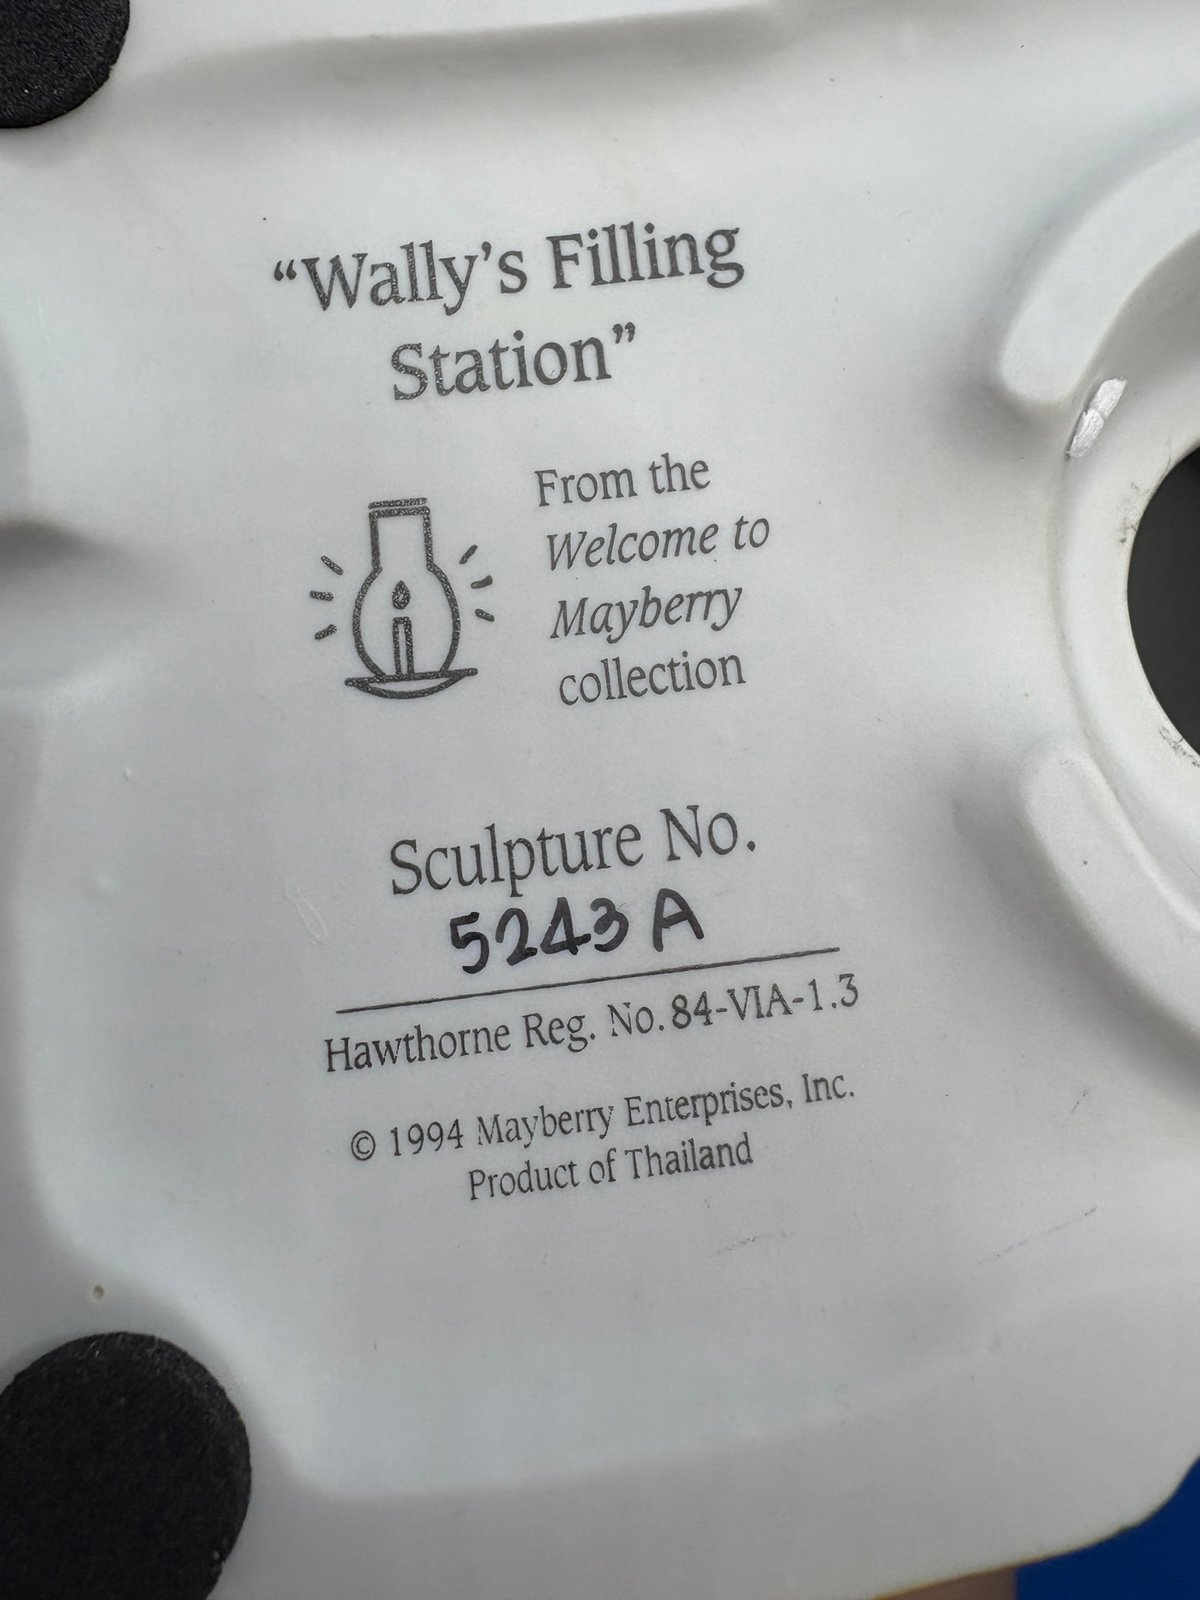 “Wally’s Filling
Station”
From the
Welcome to
Mayberry
collection
Sculpture No.
5243 A
Hawthorne Reg. No. 84-VIA-1.3
© 1994 Mayberry Enterprises, Inc.
Product of Thailand